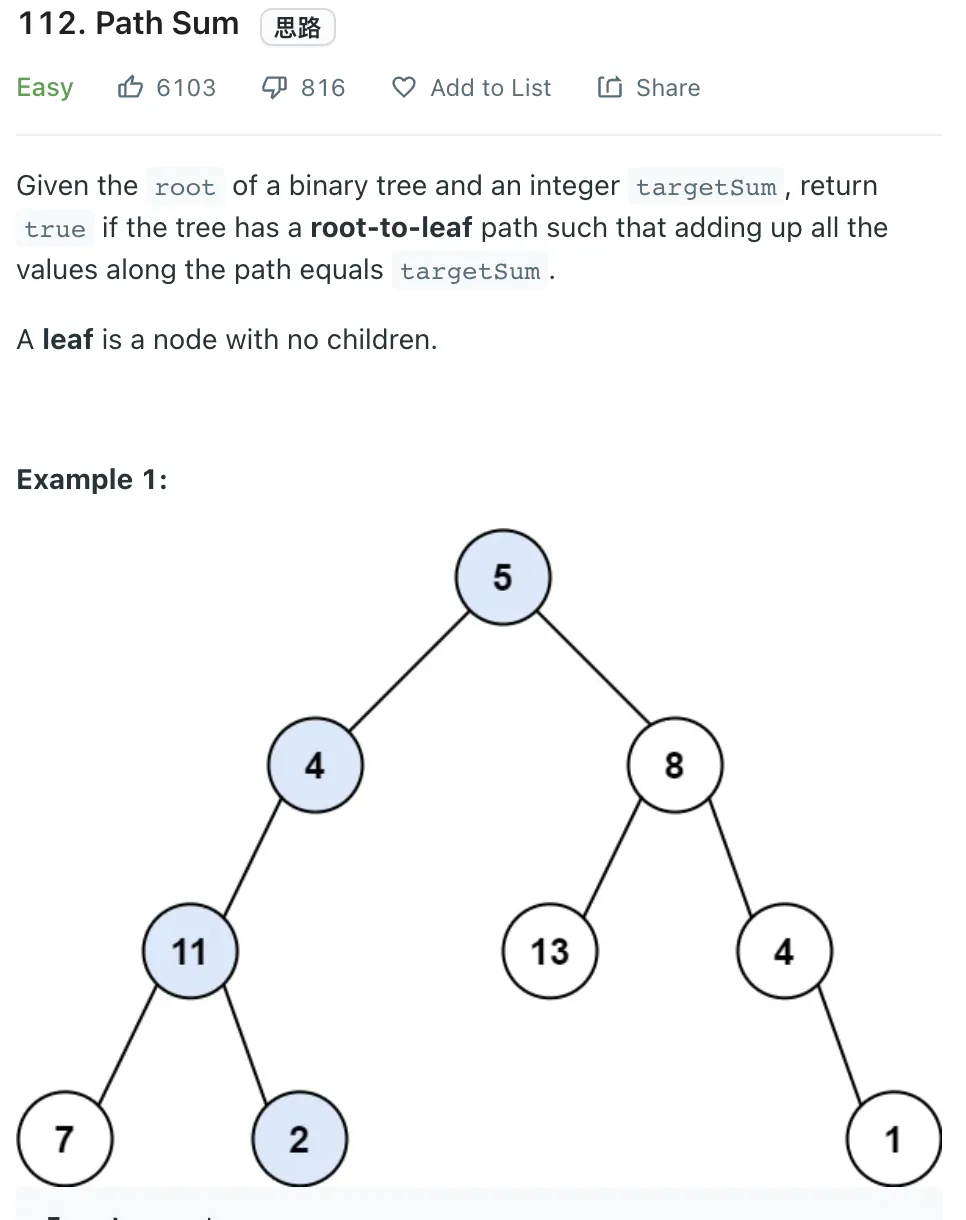 112. Path Sum 思路
Easy 6103 816 Add to List Share
Given the root of a binary tree and an integer targetSum, return
true if the tree has a root-to-leaf path such that adding up all the
values along the path equals targetSum.
A leaf is a node with no children.
Example 1:
5
4 8
11 13 4
7 2 1